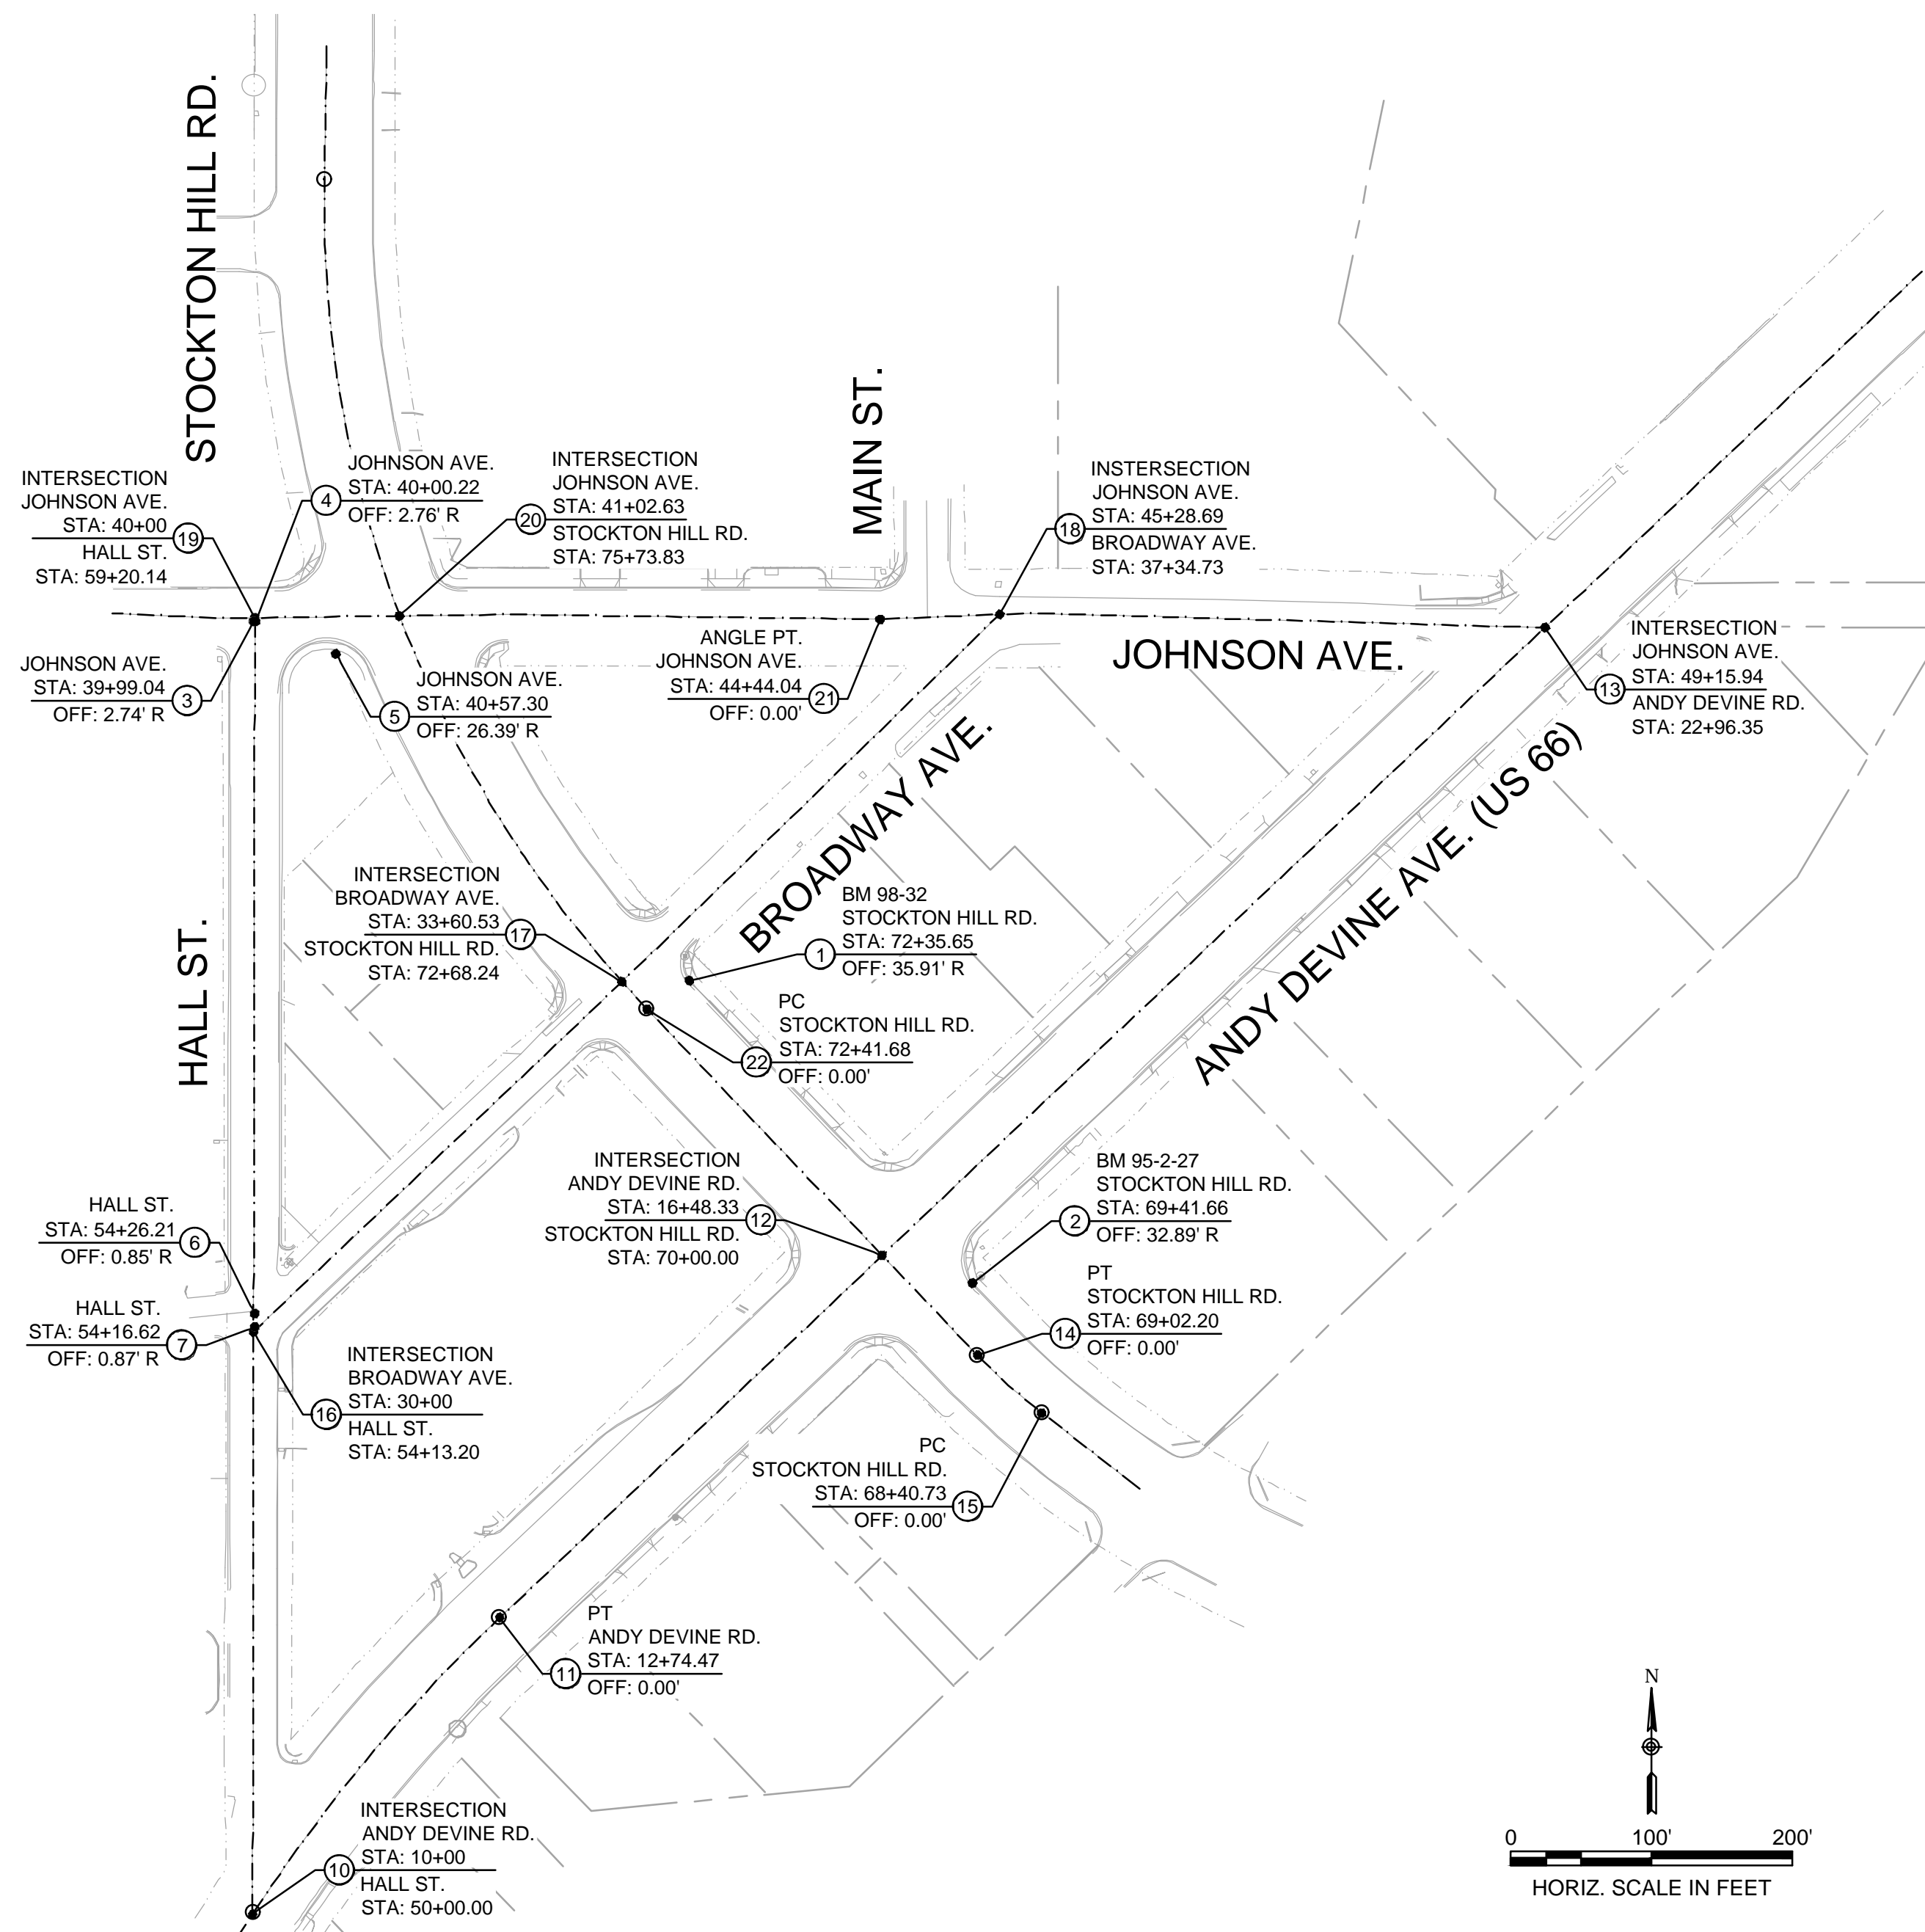 STOCKTON HILL RD.
INTERSECTION
JOHNSON AVE.
STA: 40+00
19
HALL ST.
STA: 59+20.14
JOHNSON AVE.
STA: 40+00.22
4
OFF: 2.76' R
INTERSECTION
JOHNSON AVE.
STA: 41+02.63
20
STOCKTON HILL RD.
STA: 75+73.83
MAIN ST.
INSTERSECTION
JOHNSON AVE.
STA: 45+28.69
18
BROADWAY AVE.
STA: 37+34.73
JOHNSON AVE.
STA: 39+99.04
3
OFF: 2.74' R
JOHNSON AVE.
STA: 40+57.30
5
OFF: 26.39' R
ANGLE PT.
JOHNSON AVE.
STA: 44+44.04
21
OFF: 0.00'
JOHNSON AVE.
INTERSECTION
JOHNSON AVE.
STA: 49+15.94
13
ANDY DEVINE RD.
STA: 22+96.35
BROADWAY AVE.
ANDY DEVINE AVE. (US 66)
HALL ST.
INTERSECTION
BROADWAY AVE.
STA: 33+60.53
17
STOCKTON HILL RD.
STA: 72+68.24
BM 98-32
STOCKTON HILL RD.
STA: 72+35.65
1
OFF: 35.91' R
PC
STOCKTON HILL RD.
STA: 72+41.68
22
OFF: 0.00'
INTERSECTION
ANDY DEVINE RD.
STA: 16+48.33
12
STOCKTON HILL RD.
STA: 70+00.00
BM 95-2-27
STOCKTON HILL RD.
STA: 69+41.66
2
OFF: 32.89' R
HALL ST.
STA: 54+26.21
6
OFF: 0.85' R
HALL ST.
STA: 54+16.62
7
OFF: 0.87' R
PT
STOCKTON HILL RD.
STA: 69+02.20
14
OFF: 0.00'
INTERSECTION
BROADWAY AVE.
STA: 30+00
16
HALL ST.
STA: 54+13.20
PC
STOCKTON HILL RD.
STA: 68+40.73
15
OFF: 0.00'
PT
ANDY DEVINE RD.
STA: 12+74.47
11
OFF: 0.00'
INTERSECTION
ANDY DEVINE RD.
STA: 10+00
10
HALL ST.
STA: 50+00.00
N
0 100' 200'
HORIZ. SCALE IN FEET